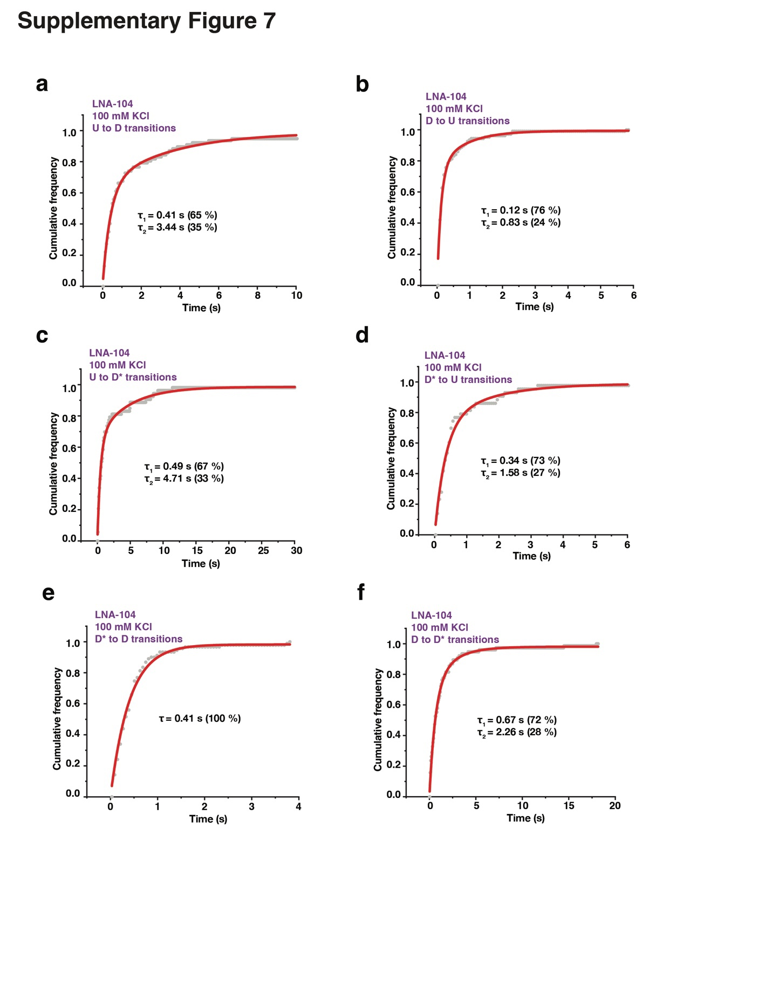 Supplementary Figure 7
a
LNA-104
100 mM KCl
U to D transitions
1.0
0.8
0.6
0.4
0.2
0.0
Cumulative frequency
τ1 = 0.41 s (65 %)
τ2 = 3.44 s (35 %)
0 2 4 6 8 10
Time (s)
b
LNA-104
100 mM KCl
D to U transitions
1.0
0.8
0.6
0.4
0.2
0.0
Cumulative frequency
τ1 = 0.12 s (76 %)
τ2 = 0.83 s (24 %)
0 1 2 3 4 5 6
Time (s)
c
LNA-104
100 mM KCl
U to D* transitions
1.0
0.8
0.6
0.4
0.2
0.0
Cumulative frequency
τ1 = 0.49 s (67 %)
τ2 = 4.71 s (33 %)
0 5 10 15 20 25 30
Time (s)
d
LNA-104
100 mM KCl
D* to U transitions
1.0
0.8
0.6
0.4
0.2
0.0
Cumulative frequency
τ1 = 0.34 s (73 %)
τ2 = 1.58 s (27 %)
0 1 2 3 4 5 6
Time (s)
e
LNA-104
100 mM KCl
D* to D transitions
1.0
0.8
0.6
0.4
0.2
0.0
Cumulative frequency
τ = 0.41 s (100 %)
0 1 2 3 4
Time (s)
f
LNA-104
100 mM KCl
D to D* transitions
1.0
0.8
0.6
0.4
0.2
0.0
Cumulative frequency
τ1 = 0.67 s (72 %)
τ2 = 2.26 s (28 %)
0 5 10 15 20
Time (s)